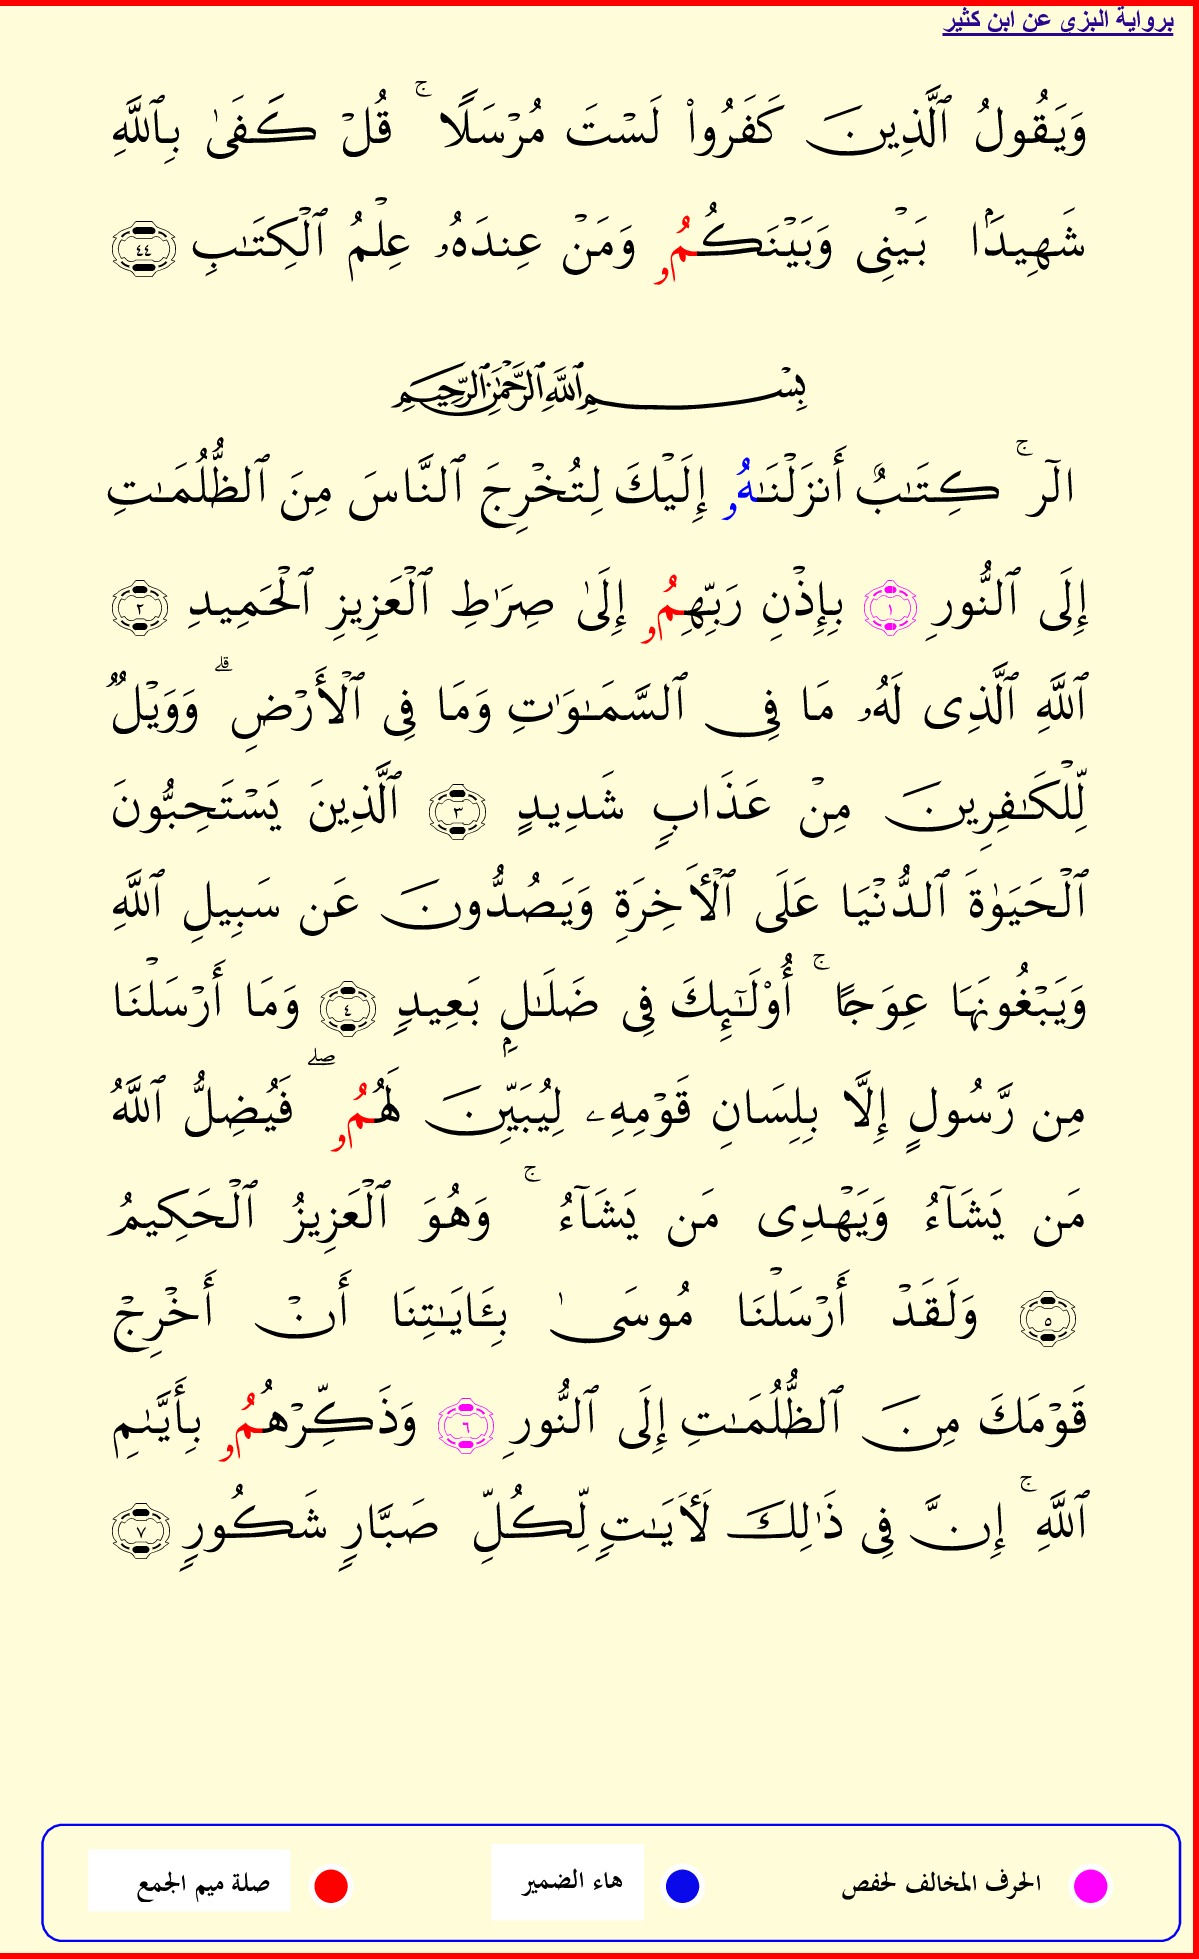 برواية البزي عن ابن كثير
وَيَقُولُ ٱلَّذِينَ كَفَرُوا۟ لَسْتَ مُرْسَلًا ۚ قُلْ كَفَىٰ بِٱللَّهِ
شَهِيدًۢا بَيْنِى وَبَيْنَكُمُۥ وَمَنْ عِندَهُۥ عِلْمُ ٱلْكِتَـٰبِ ٤٤
بِسْمِ ٱللَّهِ ٱلرَّحْمَـٰنِ ٱلرَّحِيمِ
الٓر ۚ كِتَـٰبٌ أَنزَلْنَـٰهُۥ إِلَيْكَ لِتُخْرِجَ ٱلنَّاسَ مِنَ ٱلظُّلُمَـٰتِ
إِلَى ٱلنُّورِ ١ بِإِذْنِ رَبِّهِمُۥ إِلَىٰ صِرَٰطِ ٱلْعَزِيزِ ٱلْحَمِيدِ ٢
ٱللَّهِ ٱلَّذِى لَهُۥ مَا فِى ٱلسَّمَـٰوَٰتِ وَمَا فِى ٱلْأَرْضِ ۗ وَوَيْلٌ
لِّلْكَـٰفِرِينَ مِنْ عَذَابٍ شَدِيدٍ ٣ ٱلَّذِينَ يَسْتَحِبُّونَ
ٱلْحَيَوٰةَ ٱلدُّنْيَا عَلَى ٱلْـَٔاخِرَةِ وَيَصُدُّونَ عَن سَبِيلِ ٱللَّهِ
وَيَبْغُونَهَا عِوَجًا ۚ أُو۟لَـٰٓئِكَ فِى ضَلَـٰلٍۭ بَعِيدٍ ٤ وَمَا أَرْسَلْنَا
مِن رَّسُولٍ إِلَّا بِلِسَانِ قَوْمِهِۦ لِيُبَيِّنَ لَهُمُۥ ۖ فَيُضِلُّ ٱللَّهُ
مَن يَشَآءُ وَيَهْدِى مَن يَشَآءُ ۚ وَهُوَ ٱلْعَزِيزُ ٱلْحَكِيمُ
٥ وَلَقَدْ أَرْسَلْنَا مُوسَىٰ بِـَٔايَـٰتِنَا أَنْ أَخْرِجْ
قَوْمَكَ مِنَ ٱلظُّلُمَـٰتِ إِلَى ٱلنُّورِ ٦ وَذَكِّرْهُمُۥ بِأَيَّـٰمِ
ٱللَّهِ ۚ إِنَّ فِى ذَٰلِكَ لَـَٔايَـٰتٍ لِّكُلِّ صَبَّارٍ شَكُورٍ ٧
الحرف المخالف لحفص هاء الضمير صلة ميم الجمع